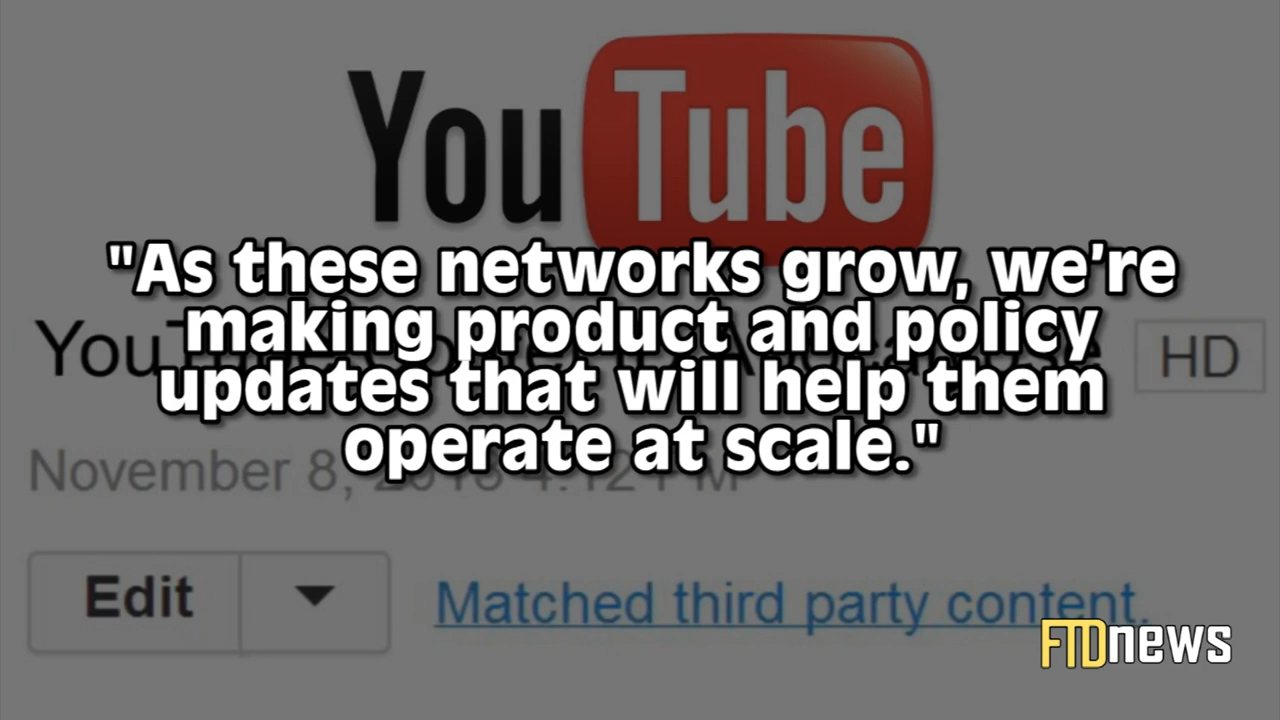 YouTube
"As these networks grow, we're
making product and policy
updates that will help them
operate at scale."
HD
November 8,
Edit
Matched third party content.
FTDnews